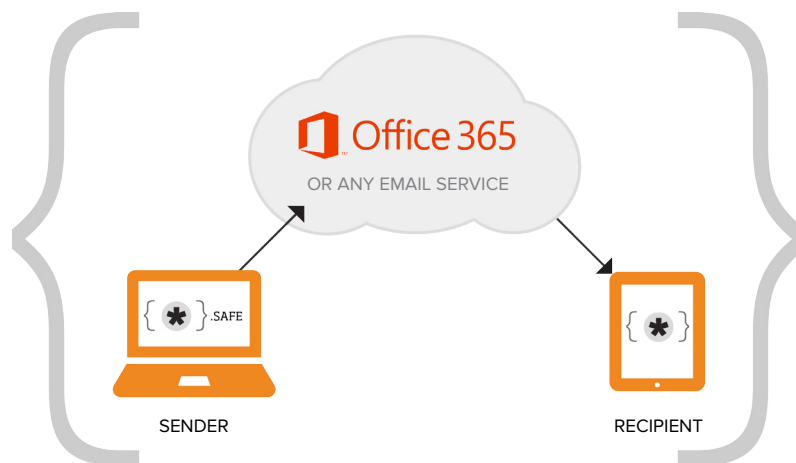 Office 365
OR ANY EMAIL SERVICE
{ * } .SAFE
{ * }
SENDER
RECIPIENT